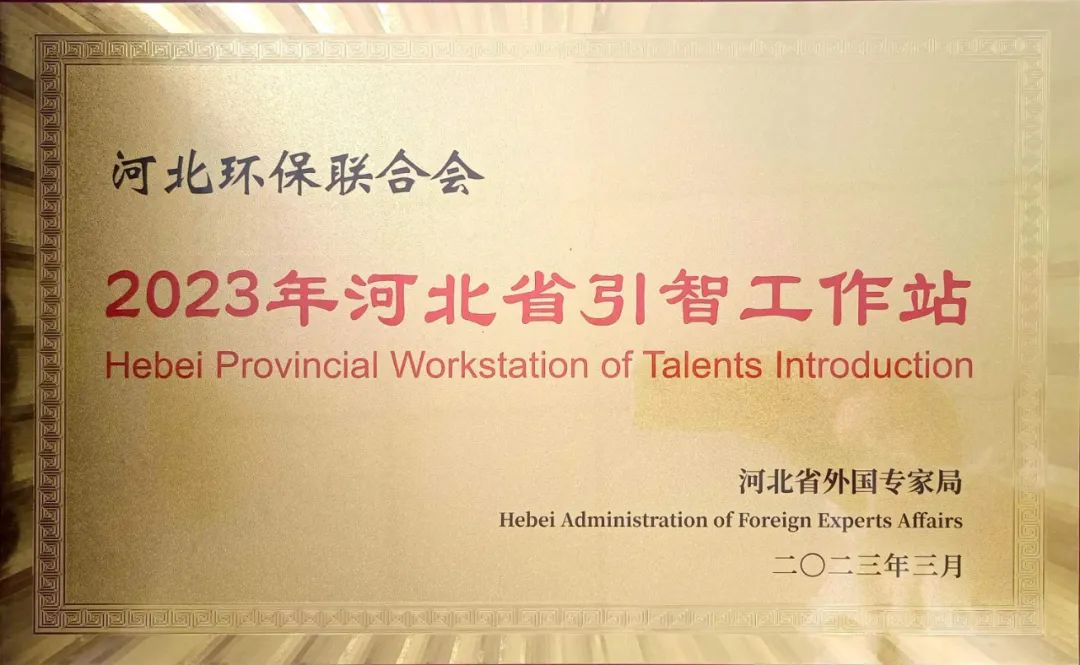 河北环保联合会
2023年河北省引智工作站
Hebei Provincial Workstation of Talents Introduction
河北省外国专家局
Hebei Administration of Foreign Experts Affairs
二〇二三年三月